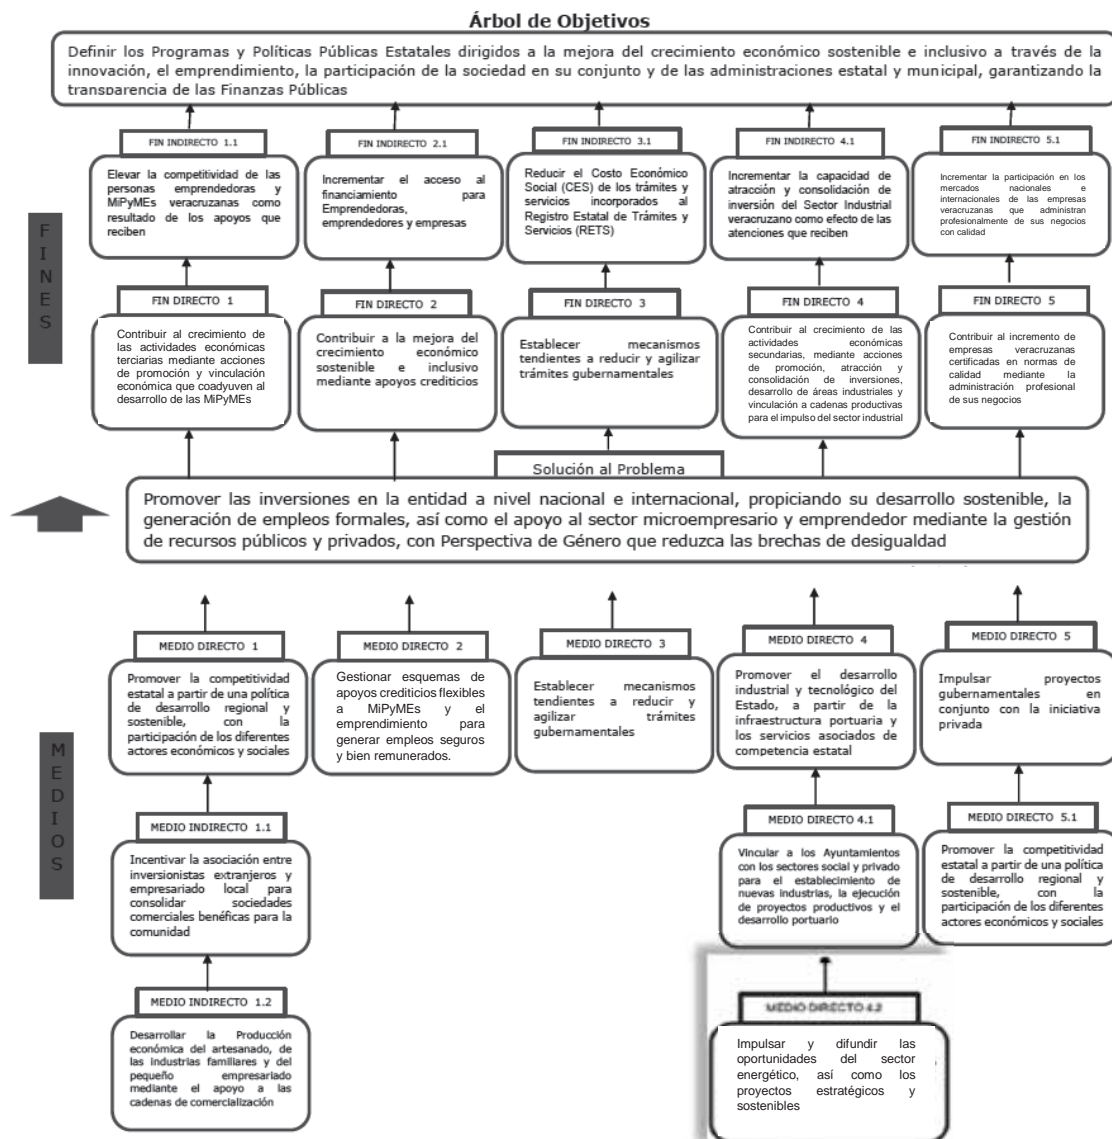 Árbol de Objetivos
Definir los Programas y Políticas Públicas Estatales dirigidos a la mejora del crecimiento económico sostenible e inclusivo a través de la
innovación, el emprendimiento, la participación de la sociedad en su conjunto y de las administraciones estatal y municipal, garantizando la
transparencia de las Finanzas Públicas
FINES
FIN INDIRECTO 1.1
Elevar la competitividad de las
personas emprendedoras y
MiPyMEs veracruzanas como
resultado de los apoyos que
reciben
FIN INDIRECTO 2.1
Incrementar el acceso al
financiamiento para
Emprendedoras,
emprendedores y empresas
FIN INDIRECTO 3.1
Reducir el Costo Económico
Social (CES) de los trámites y
servicios incorporados al
Registro Estatal de Trámites y
Servicios (RETS)
FIN INDIRECTO 4.1
Incrementar la capacidad de
atracción y consolidación de
inversión del Sector Industrial
veracruzano como efecto de las
atenciones que reciben
FIN INDIRECTO 5.1
Incrementar la participación en los
mercados nacionales e
internacionales de las empresas
veracruzanas que administran
profesionalmente de sus negocios
con calidad
FIN DIRECTO 1
Contribuir al crecimiento de
las actividades económicas
terciarias mediante acciones
de promoción y vinculación
económica que coadyuven al
desarrollo de las MiPyMEs
FIN DIRECTO 2
Contribuir a la mejora del
crecimiento económico
sostenible e inclusivo
mediante apoyos crediticios
FIN DIRECTO 3
Establecer mecanismos
tendientes a reducir y agilizar
trámites gubernamentales
FIN DIRECTO 4
Contribuir al crecimiento de las
actividades económicas
secundarias, mediante acciones
de promoción, atracción y
consolidación de inversiones,
desarrollo de áreas industriales y
vinculación a cadenas productivas
para el impulso del sector industrial
FIN DIRECTO 5
Contribuir al incremento de
empresas veracruzanas
certificadas en normas de
calidad mediante la
administración profesional
de sus negocios
Solución al Problema
Promover las inversiones en la entidad a nivel nacional e internacional, propiciando su desarrollo sostenible, la
generación de empleos formales, así como el apoyo al sector microempresario y emprendedor mediante la gestión
de recursos públicos y privados, con Perspectiva de Género que reduzca las brechas de desigualdad
MEDIOS
MEDIO DIRECTO 1
Promover la competitividad
estatal a partir de una política
de desarrollo regional y
sostenible, con la
participación de los diferentes
actores económicos y sociales
MEDIO DIRECTO 2
Gestionar esquemas de
apoyos crediticios flexibles
a MiPyMEs y el
emprendimiento para
generar empleos seguros
y bien remunerados.
MEDIO DIRECTO 3
Establecer mecanismos
tendientes a reducir y
agilizar trámites
gubernamentales
MEDIO DIRECTO 4
Promover el desarrollo
industrial y tecnológico del
Estado, a partir de la
infraestructura portuaria y
los servicios asociados de
competencia estatal
MEDIO DIRECTO 5
Impulsar proyectos
gubernamentales en
conjunto con la iniciativa
privada
MEDIO INDIRECTO 1.1
Incentivar la asociación entre
inversionistas extranjeros y
empresariado local para
consolidar sociedades
comerciales benéficas para la
comunidad
MEDIO DIRECTO 4.1
Vincular a los Ayuntamientos
con los sectores social y privado
para el establecimiento de
nuevas industrias, la ejecución
de proyectos productivos y el
desarrollo portuario
MEDIO DIRECTO 5.1
Promover la competitividad
estatal a partir de una política
de desarrollo regional y
sostenible, con la
participación de los diferentes
actores económicos y sociales
MEDIO INDIRECTO 1.2
Desarrollar la Producción
económica del artesanado, de
las industrias familiares y del
pequeño empresariado
mediante el apoyo a las
cadenas de comercialización
MEDIO DIRECTO 4.2
Impulsar y difundir las
oportunidades del sector
energético, así como los
proyectos estratégicos y
sostenibles